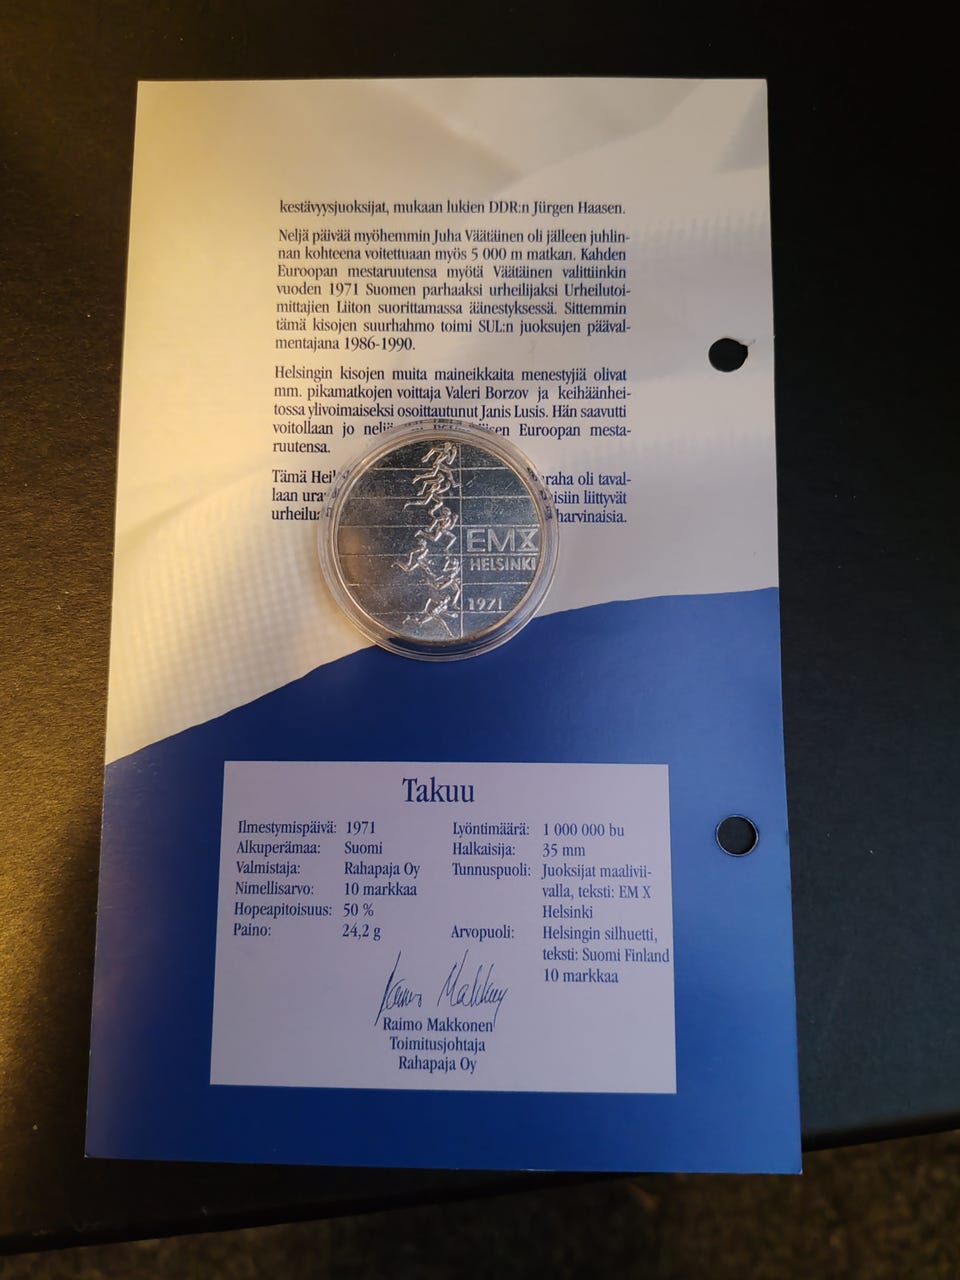 kestävyysjuoksijat, mukaan lukien DDR:n Jürgen Haasen.
Neljä päivää myöhemmin Juha Väätäinen oli jälleen juhlin-
nan kohteena voitettuaan myös 5 000 m matkan. Kahden
Euroopan mestaruutensa myötä Väätäinen valittiinkin
vuoden 1971 Suomen parhaaksi urheilijaksi Urheilutoi-
mittajien Liiton suorittamassa äänestyksessä. Sittemmin
tämä kisojen suurhahmo toimi SUL:n juoksujen pääval-
mentajana 1986-1990.
Helsingin kisojen muita maineikkaita menestyjiä olivat
mm. pikamatkojen voittaja Valeri Borzov ja keihäänhei-
tossa ylivoimaiseksi osoittautunut Janis Lusis. Hän saavutti
voitollaan jo Euroopan mesta-
ruutensa.
Tämä raha oli taval-
laan liittyvät
harvinaisia.
EMX
HELSINKI
1971
Takuu
Ilmestymispäivä: 1971
Alkuperämaa: Suomi
Valmistaja: Rahapaja Oy
Nimellisarvo: 10 markkaa
Hopeapitoisuus: 50 %
Paino: 24,2 g
Lyöntimäärä: 1 000 000 bu
Halkaisija: 35 mm
Tunnuspuoli: Juoksijat maalivii-
valla, teksti: EM X
Helsinki
Arvopuoli: Helsingin silhuetti,
teksti: Suomi Finland
10 markkaa
Raimo Makkonen
Raimo Makkonen
Toimitusjohtaja
Rahapaja Oy